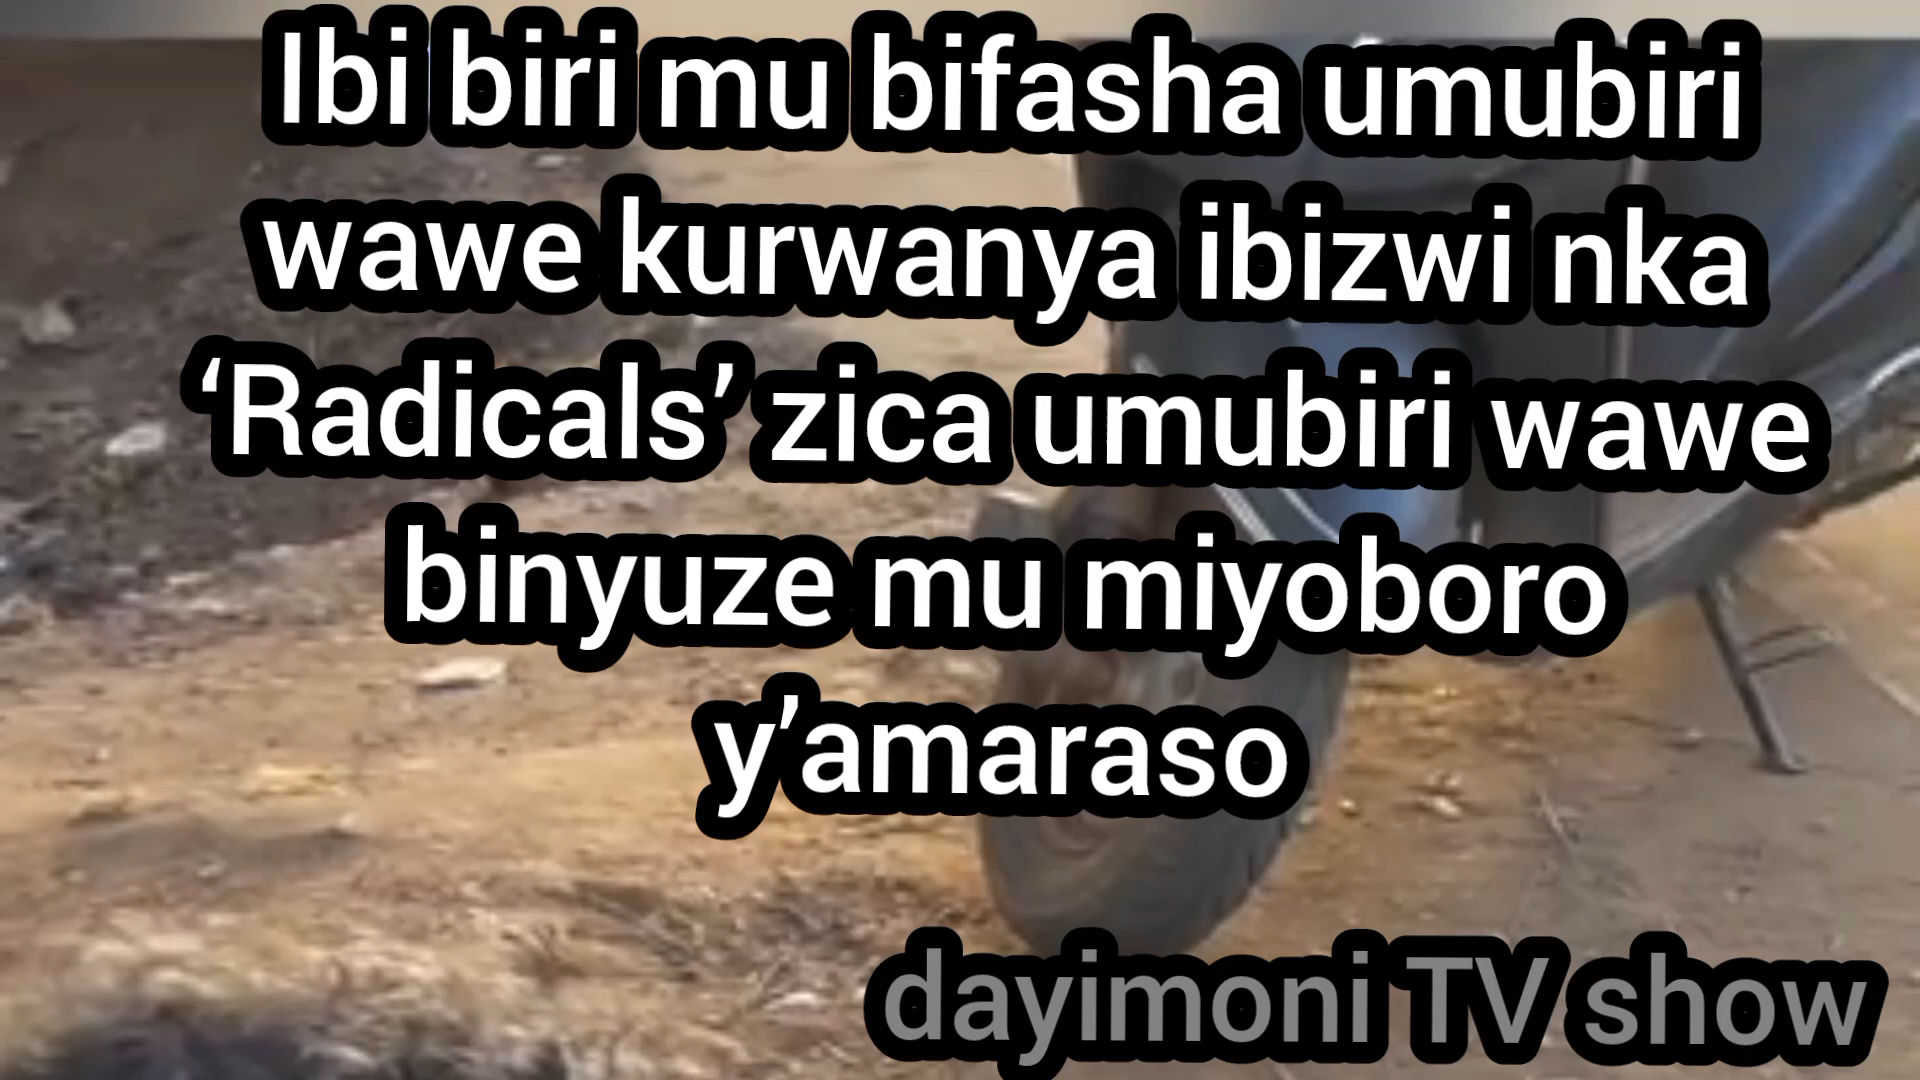 Ibi biri mu bifasha umubiri
wawe kurwanya ibizwi nka
‘Radicals’ zica umubiri wawe
binyuze mu miyoboro
y’amaraso
dayimoni TV show